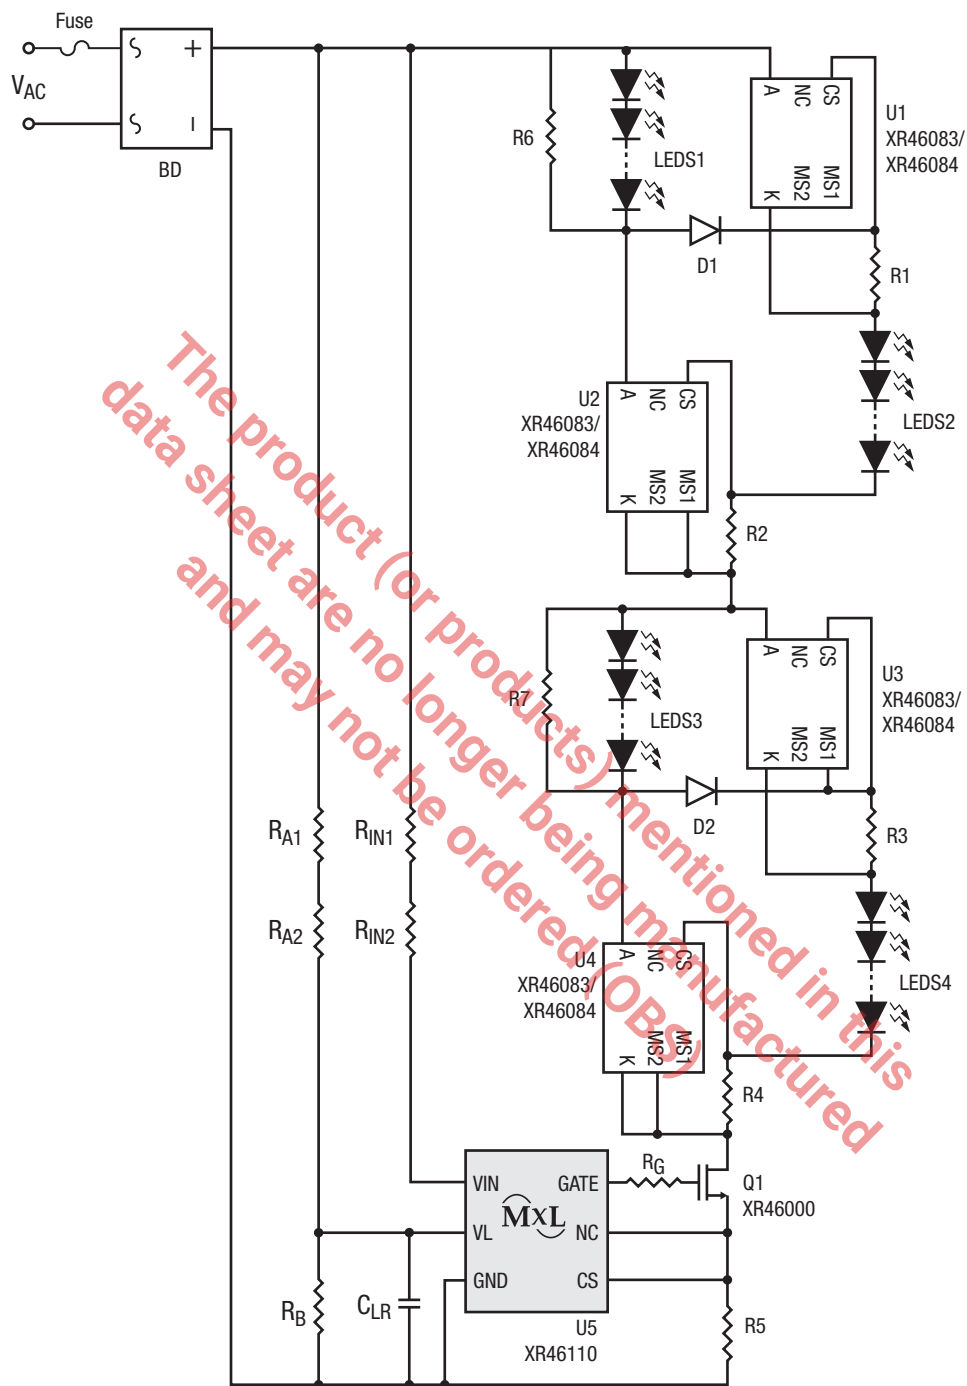 Fuse
VAC
BD
R6
LEDS1
A
NC
CS
K
MS2
MS1
U1
XR46083/
XR46084
D1
R1
LEDS2
U2
XR46083/
XR46084
A
NC
CS
K
MS2
MS1
R2
R7
LEDS3
A
NC
CS
K
MS2
MS1
U3
XR46083/
XR46084
D2
R3
LEDS4
RA1
RIN1
RA2
RIN2
U4
XR46083/
XR46084
A
NC
CS
K
MS2
MS1
R4
VIN
GATE
MXL
VL
NC
GND
CS
RG
Q1
XR46000
RB
CLR
U5
XR46110
R5
The product (or products) mentioned in this
data sheet are no longer being manufactured
and may not be ordered (OBS)